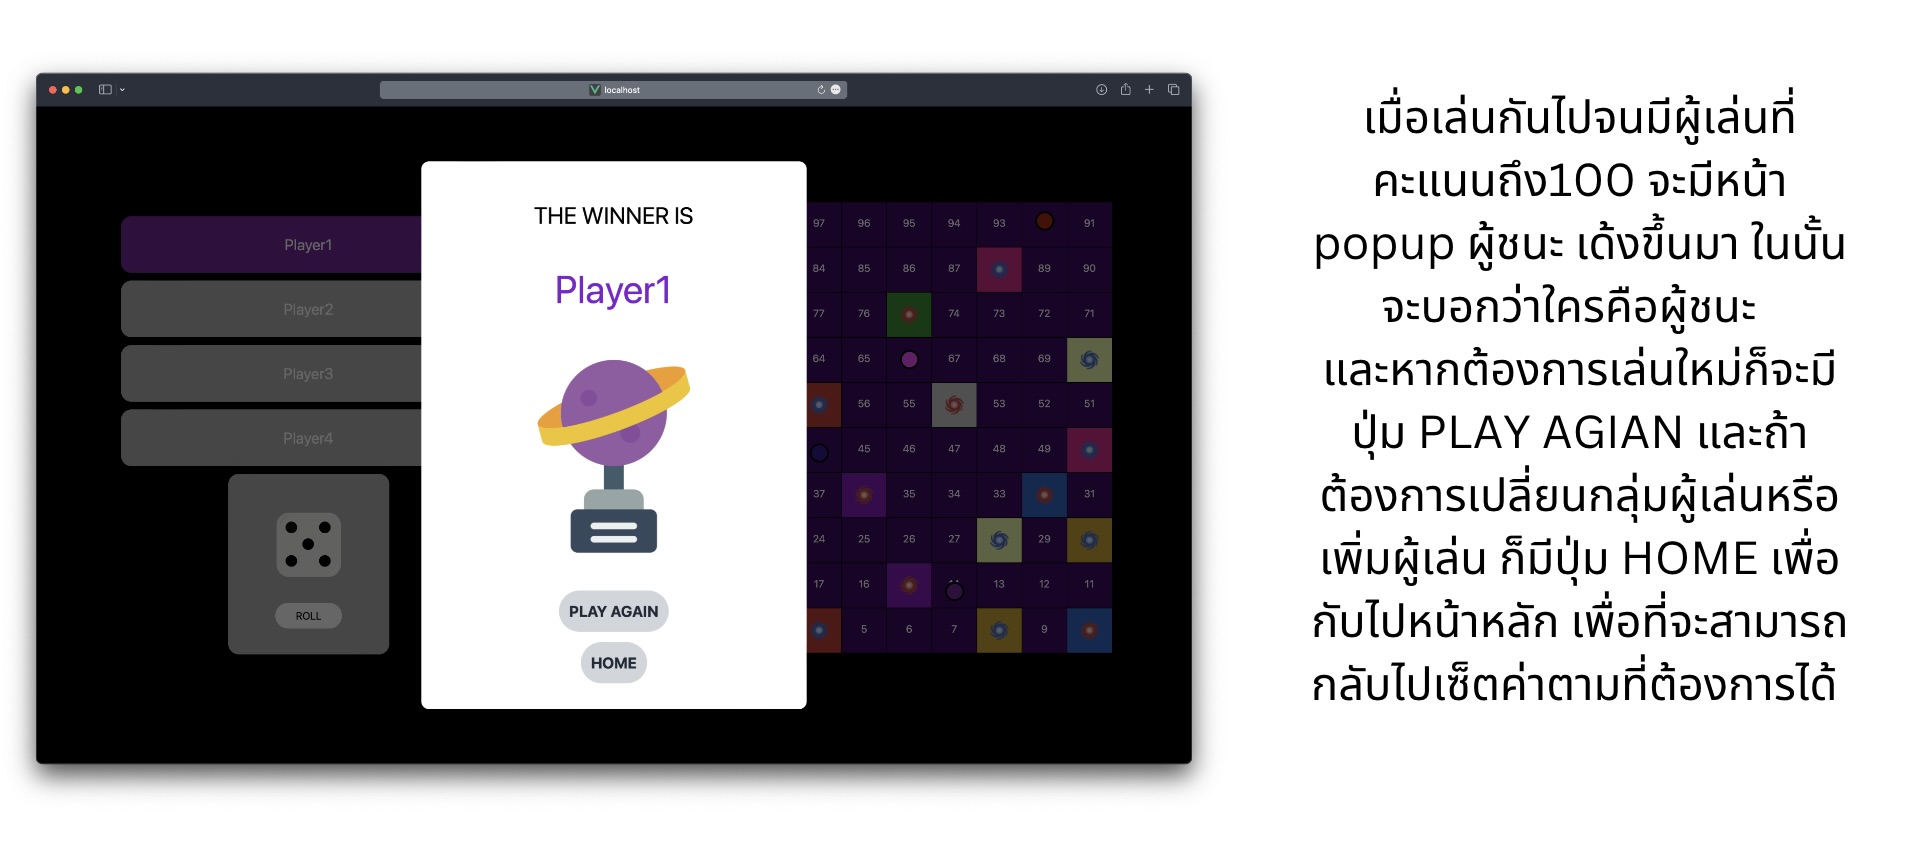 localhost
THE WINNER IS
Player1
PLAY AGAIN
HOME
Player1
Player2
Player3
Player4
ROLL
97 96 95 94 93 91
84 85 86 87 89 90
77 76 74 73 72 71
64 65 67 68 69
56 55 53 52 51
45 46 47 48 49
37 35 34 33 31
24 25 26 27 29
17 16 13 12 11
5 6 7 9
เมื่อเล่นกันไปจนมีผู้เล่นที่
คะแนนถึง100 จะมีหน้า
popup ผู้ชนะ เด้งขึ้นมา ในนั้น
จะบอกว่าใครคือผู้ชนะ
และหากต้องการเล่นใหม่ก็จะมี
ปุ่ม PLAY AGIAN และถ้า
ต้องการเปลี่ยนกลุ่มผู้เล่นหรือ
เพิ่มผู้เล่น ก็มีปุ่ม HOME เพื่อ
กับไปหน้าหลัก เพื่อที่จะสามารถ
กลับไปเซ็ตค่าตามที่ต้องการได้